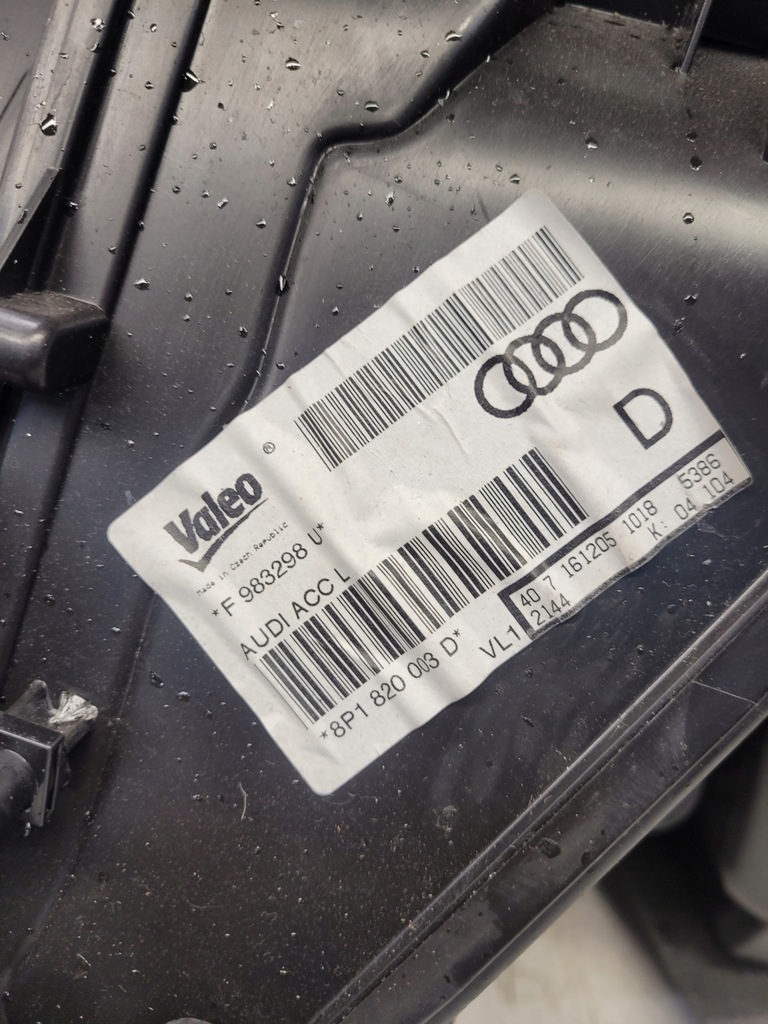 D
Valeo®
Made in Czech Republic
*F 983298 U*
AUDI ACC L
*8P1 820 003 D*
VL1
40 7 161205 1018 5386
2144 K: 04 104